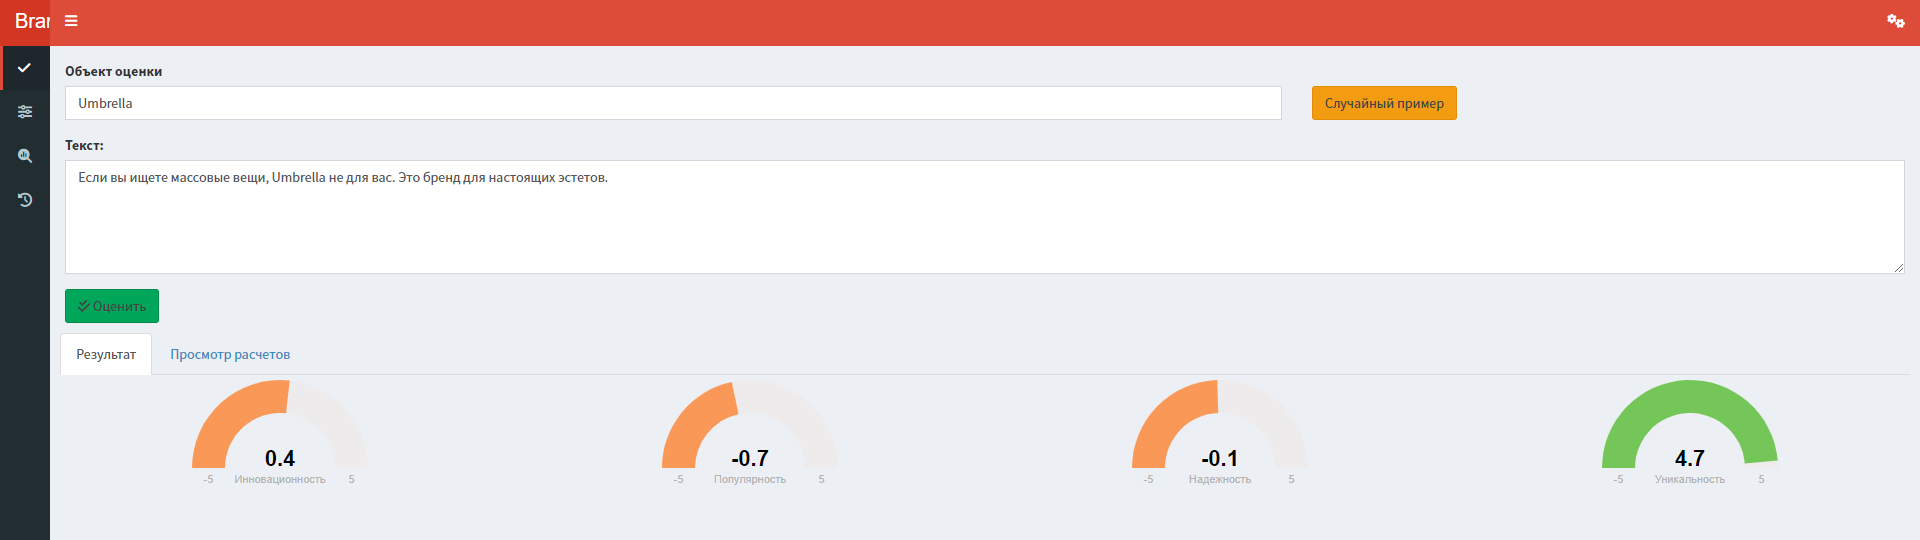 Bran
Объект оценки
Umbrella
Случайный пример
Текст:
Если вы ищете массовые вещи, Umbrella не для вас. Это бренд для настоящих эстетов.
Оценить
Результат Просмотр расчетов
0.4 -0.7 -0.1 4.7
-5 Инновационность 5 -5 Популярность 5 -5 Надежность 5 -5 Уникальность 5